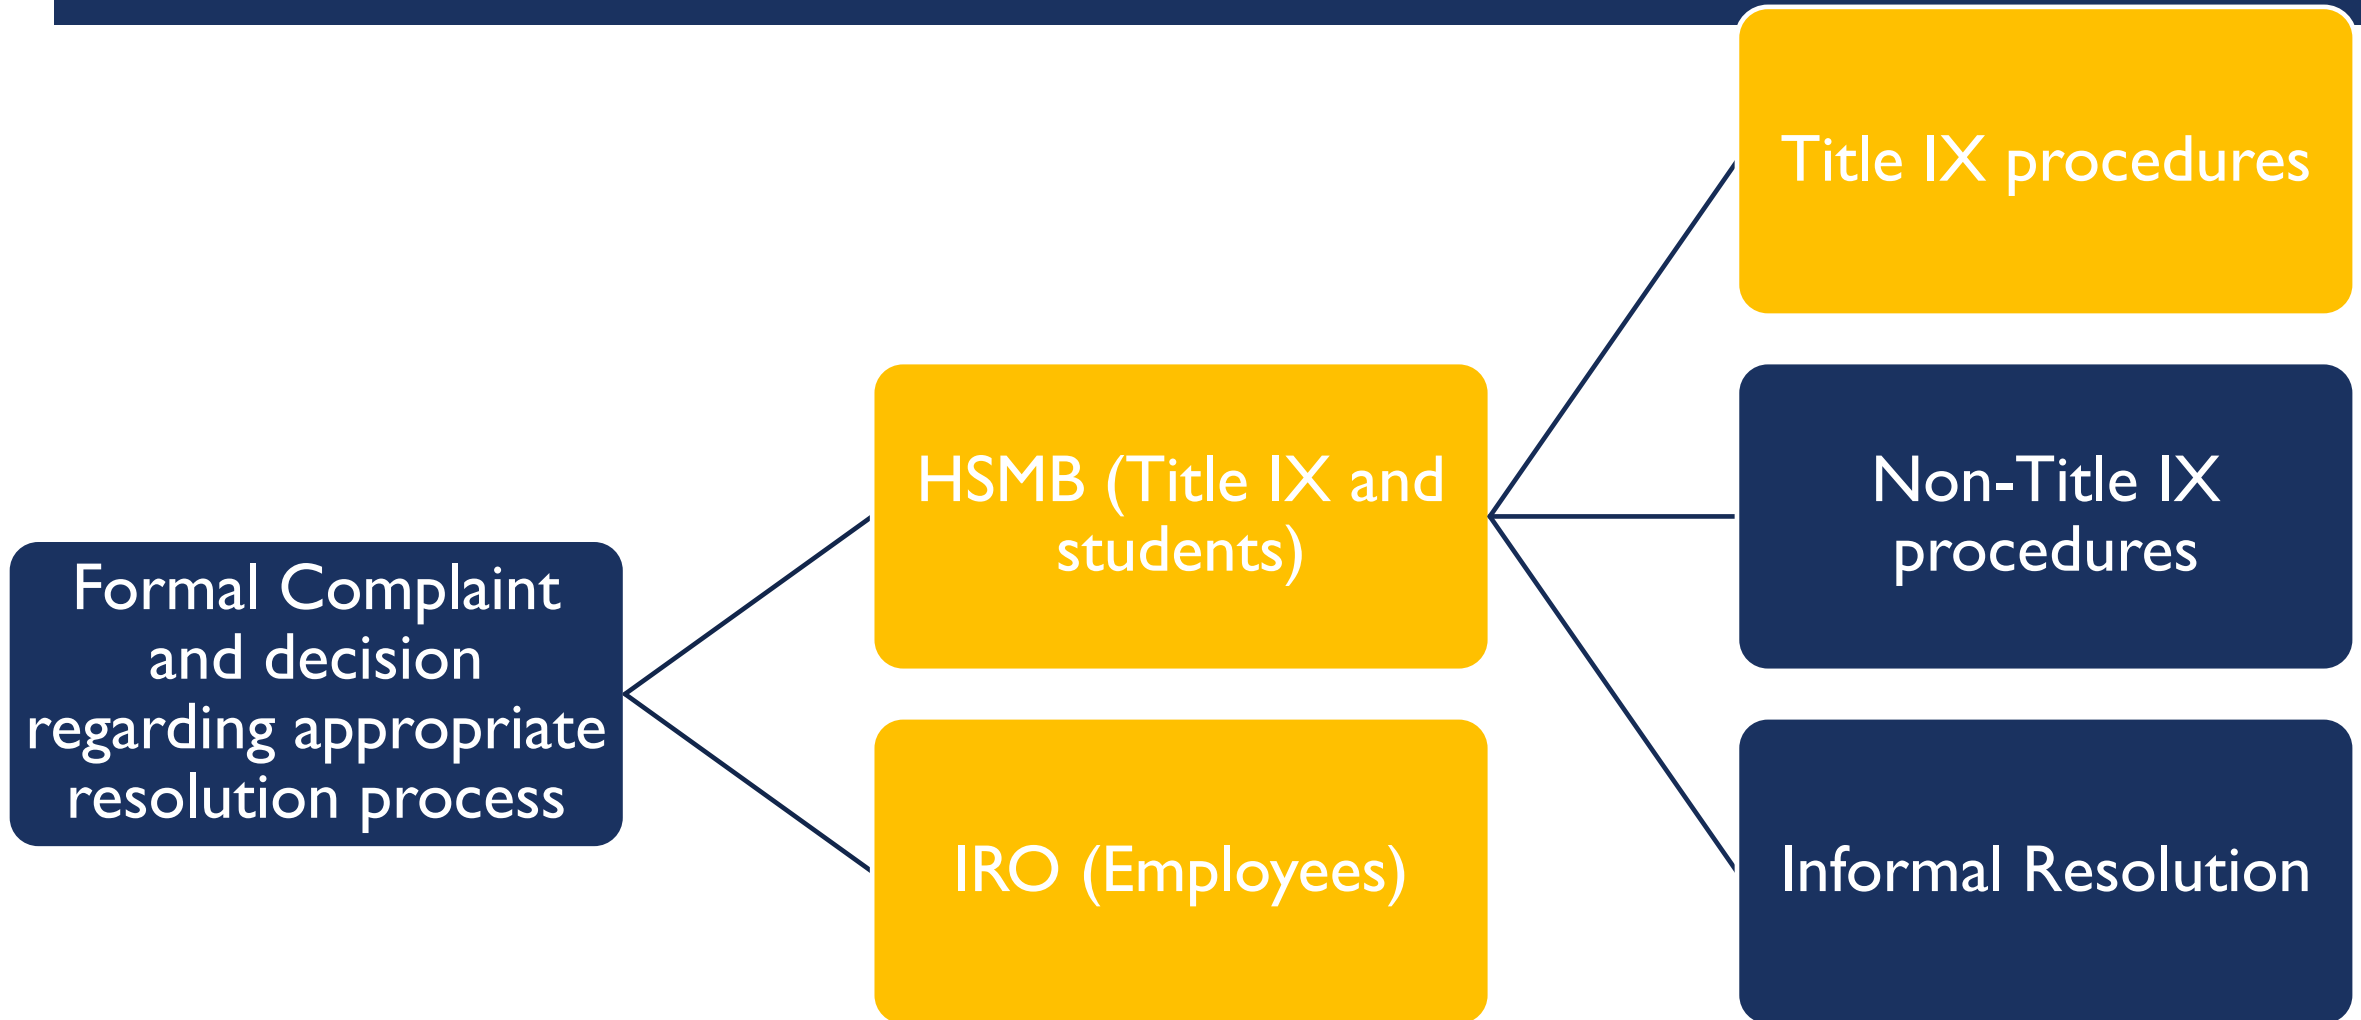 Formal Complaint
and decision
regarding appropriate
resolution process
HSMB (Title IX and
students)
IRO (Employees)
Title IX procedures
Non-Title IX
procedures
Informal Resolution